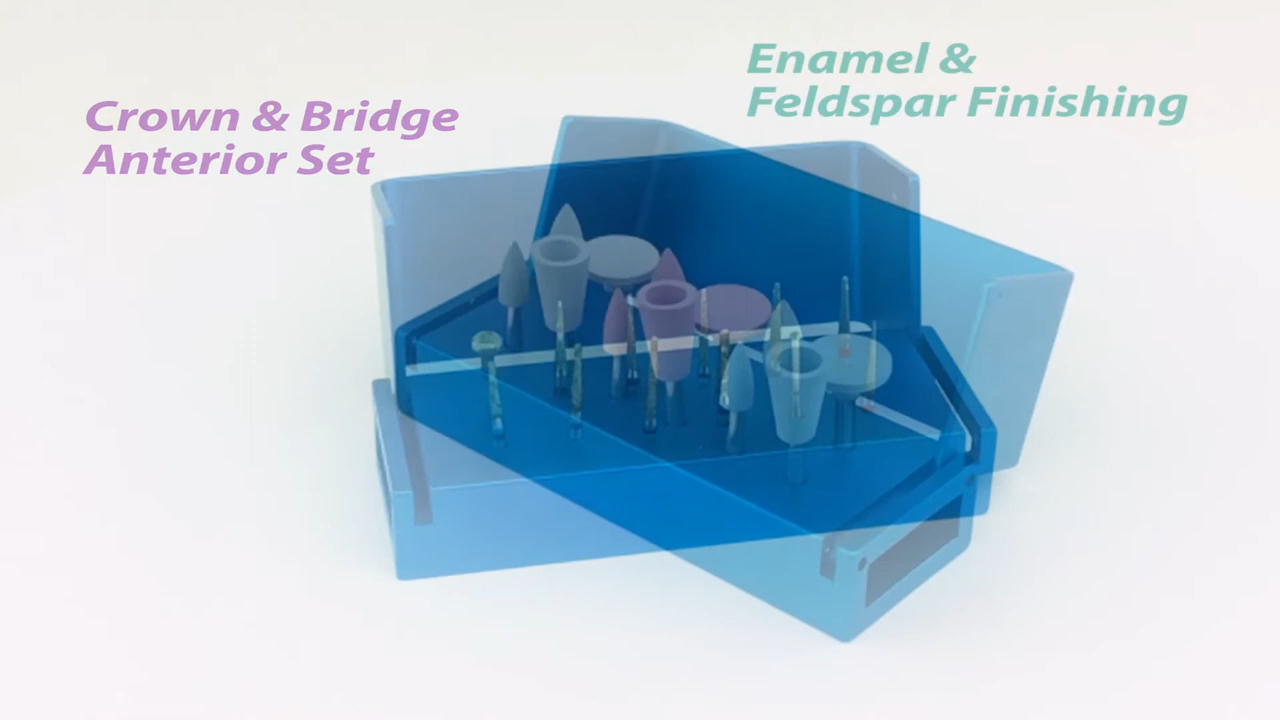 Crown & Bridge
Anterior Set
Enamel &
Feldspar Finishing